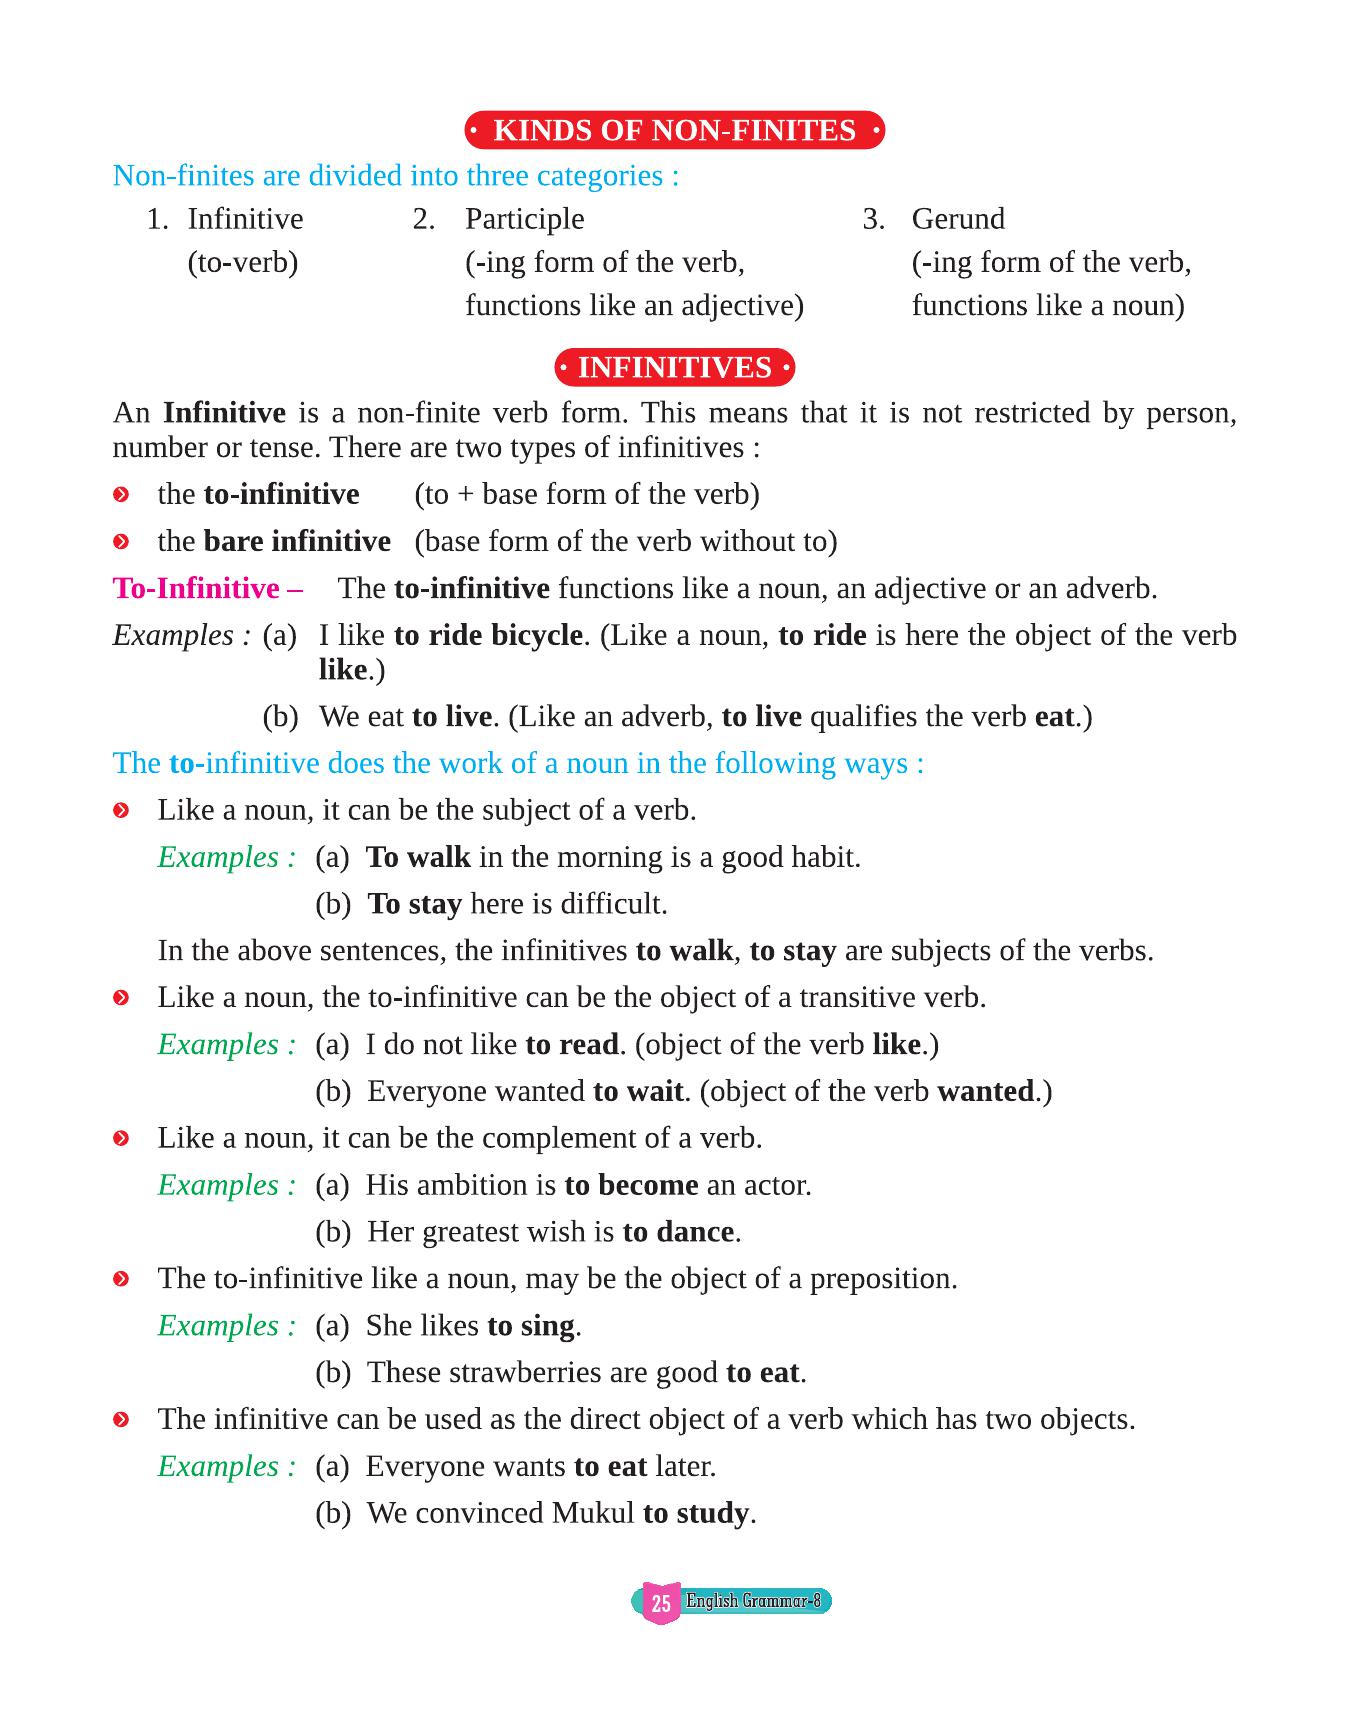 • KINDS OF NON-FINITES •
Non-finites are divided into three categories :
1. Infinitive 2. Participle 3. Gerund
(to-verb) (-ing form of the verb, (-ing form of the verb,
functions like an adjective) functions like a noun)
• INFINITIVES •
An Infinitive is a non-finite verb form. This means that it is not restricted by person,
number or tense. There are two types of infinitives :
the to-infinitive (to + base form of the verb)
the bare infinitive (base form of the verb without to)
To-Infinitive – The to-infinitive functions like a noun, an adjective or an adverb.
Examples : (a) I like to ride bicycle. (Like a noun, to ride is here the object of the verb
like.)
(b) We eat to live. (Like an adverb, to live qualifies the verb eat.)
The to-infinitive does the work of a noun in the following ways :
Like a noun, it can be the subject of a verb.
Examples : (a) To walk in the morning is a good habit.
(b) To stay here is difficult.
In the above sentences, the infinitives to walk, to stay are subjects of the verbs.
Like a noun, the to-infinitive can be the object of a transitive verb.
Examples : (a) I do not like to read. (object of the verb like.)
(b) Everyone wanted to wait. (object of the verb wanted.)
Like a noun, it can be the complement of a verb.
Examples : (a) His ambition is to become an actor.
(b) Her greatest wish is to dance.
The to-infinitive like a noun, may be the object of a preposition.
Examples : (a) She likes to sing.
(b) These strawberries are good to eat.
The infinitive can be used as the direct object of a verb which has two objects.
Examples : (a) Everyone wants to eat later.
(b) We convinced Mukul to study.
25 English Grammar-8